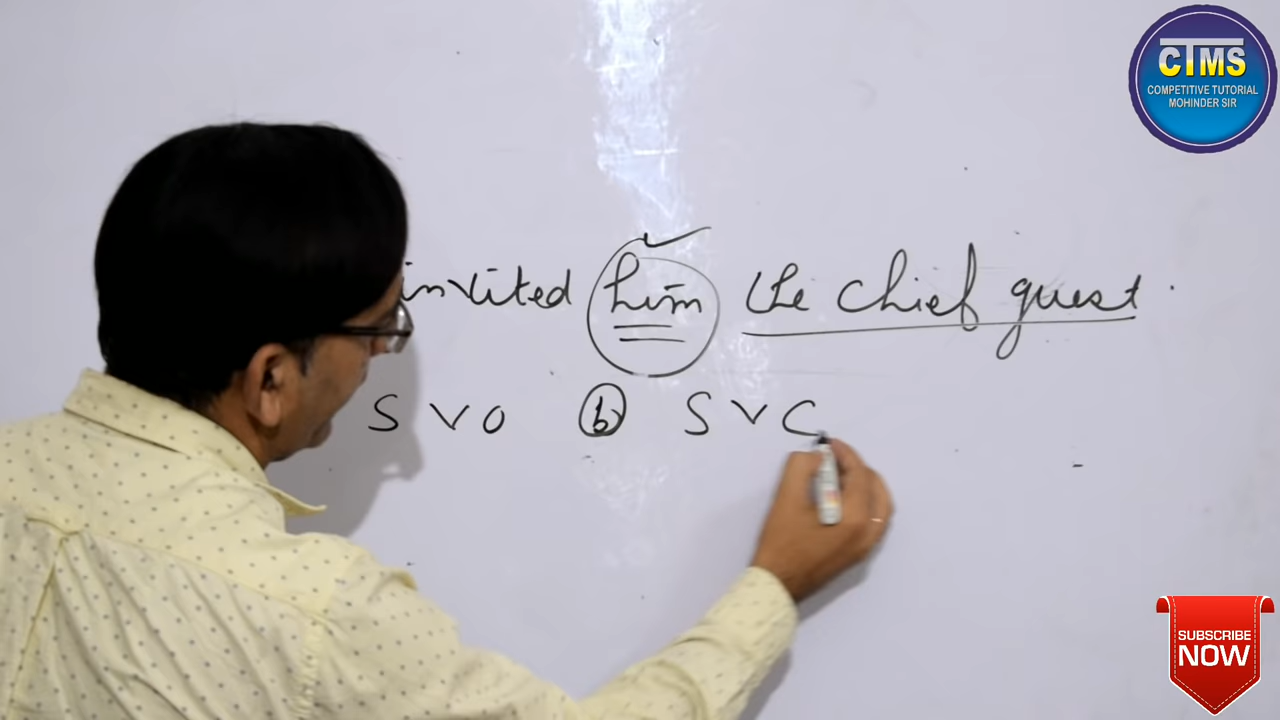 CTMS
COMPETITIVE TUTORIAL
MOHINDER SIR
invited him the chief guest.
S V O (b) S V C
SUBSCRIBE
NOW